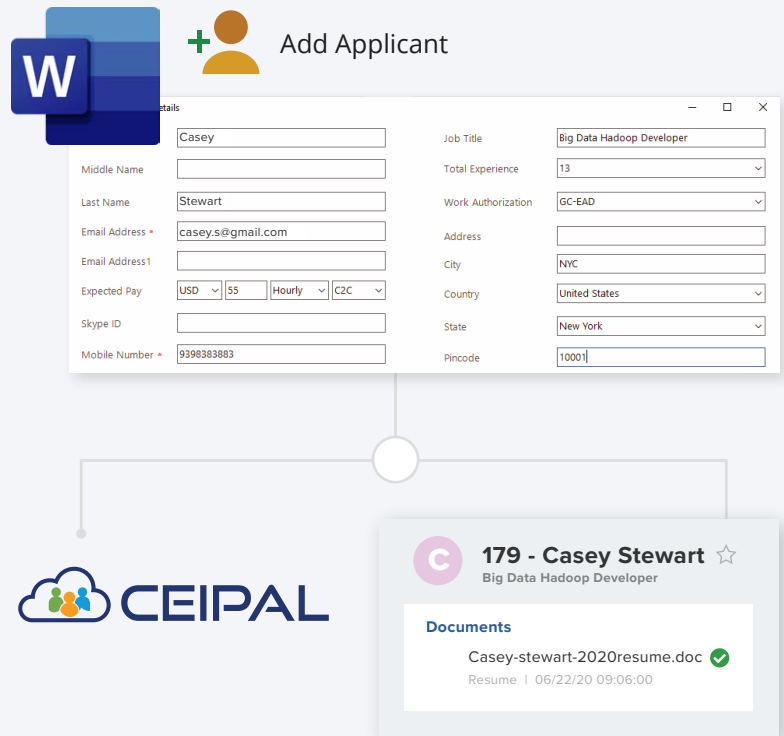 W
Add Applicant
etails
Casey
Job Title
Big Data Hadoop Developer
Middle Name
Total Experience
13
Last Name
Stewart
Work Authorization
GC-EAD
Email Address *
casey.s@gmail.com
Address
Email Address1
City
NYC
Expected Pay
USD
55
Hourly
C2C
Country
United States
Skype ID
State
New York
Mobile Number *
9398383883
Pincode
10001
CEIPAL
C
179 - Casey Stewart
Big Data Hadoop Developer
Documents
Casey-stewart-2020resume.doc
Resume | 06/22/20 09:06:00